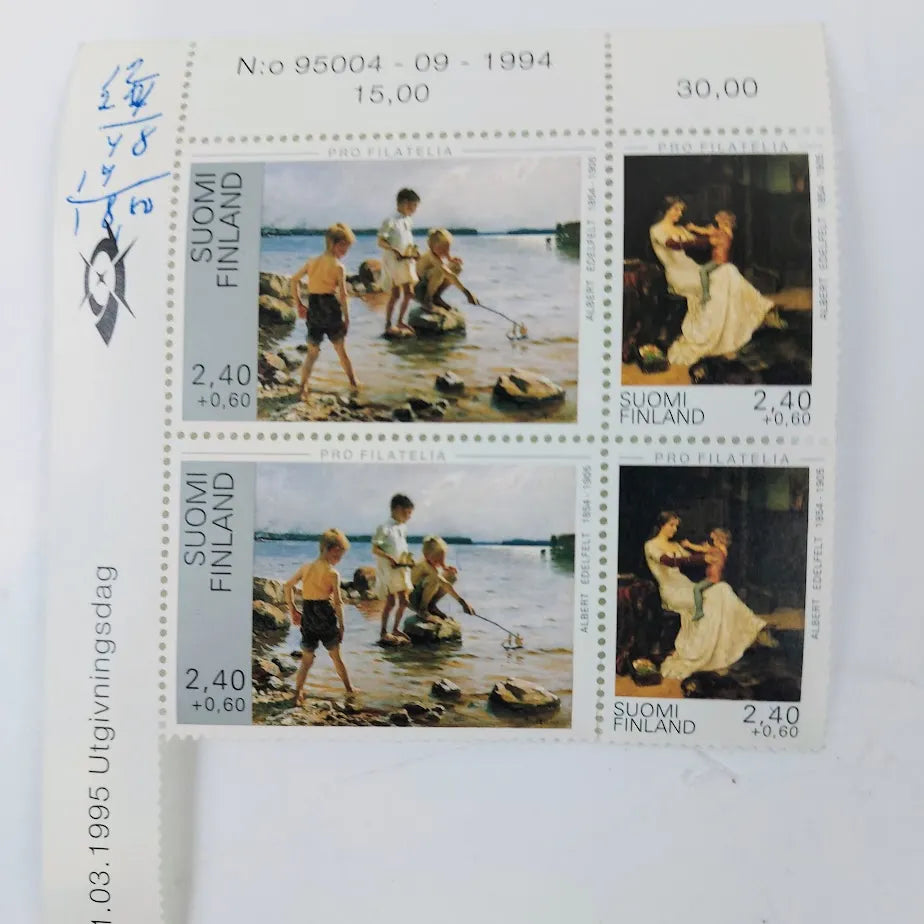 N:o 95004 - 09 - 1994
15,00
30,00
PRO FILATELIA
SUOMI
FINLAND
2,40
+0,60
ALBERT EDELFELT 1854-1905
PRO FILATELIA
SUOMI
FINLAND
2,40
+0,60
ALBERT EDELFELT 1854-1905
PRO FILATELIA
SUOMI
FINLAND
2,40
+0,60
ALBERT EDELFELT 1854-1905
PRO FILATELIA
SUOMI
FINLAND
2,40
+0,60
ALBERT EDELFELT 1854-1905
1.03.1995 Utgivningsdag